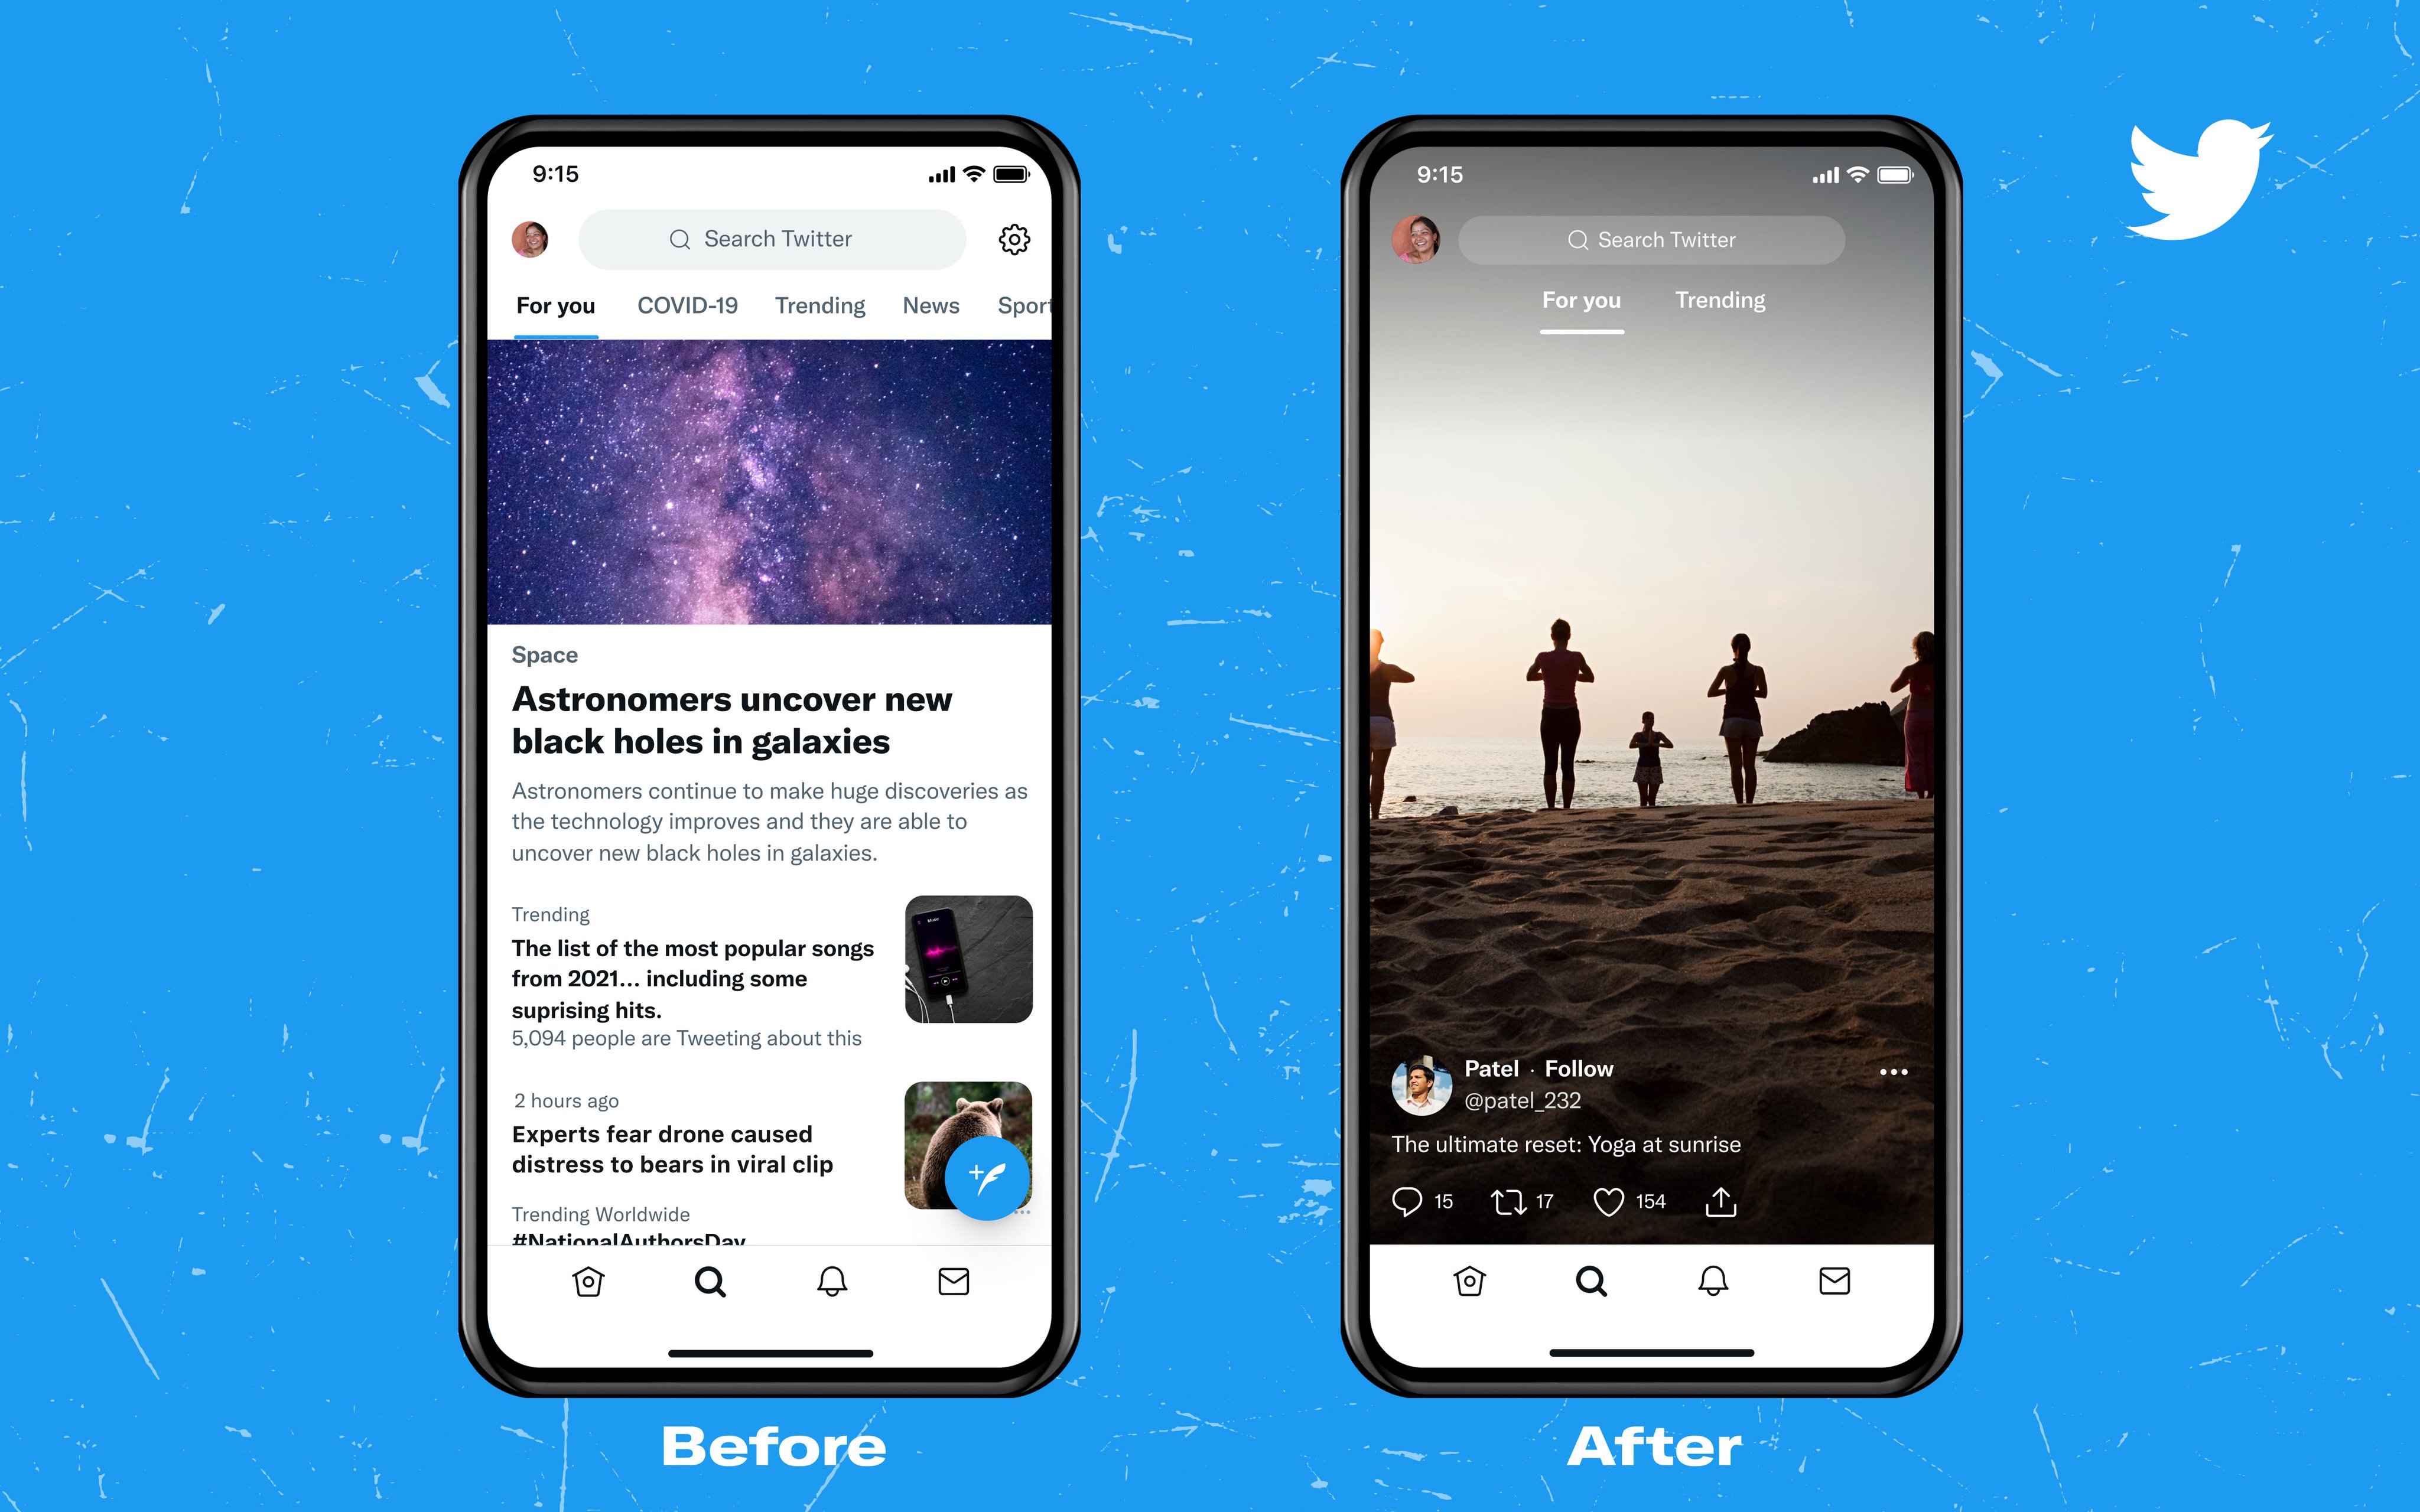 9:15
Search Twitter
For you COVID-19 Trending News Sport
Space
Astronomers uncover new
black holes in galaxies
Astronomers continue to make huge discoveries as
the technology improves and they are able to
uncover new black holes in galaxies.
Trending
The list of the most popular songs
from 2021... including some
suprising hits.
5,094 people are Tweeting about this
Music
2 hours ago
Experts fear drone caused
distress to bears in viral clip
Trending Worldwide
#NationalAuthorsDay
Before
9:15
Search Twitter
For you Trending
Patel · Follow
@patel_232
The ultimate reset: Yoga at sunrise
15 17 154
After